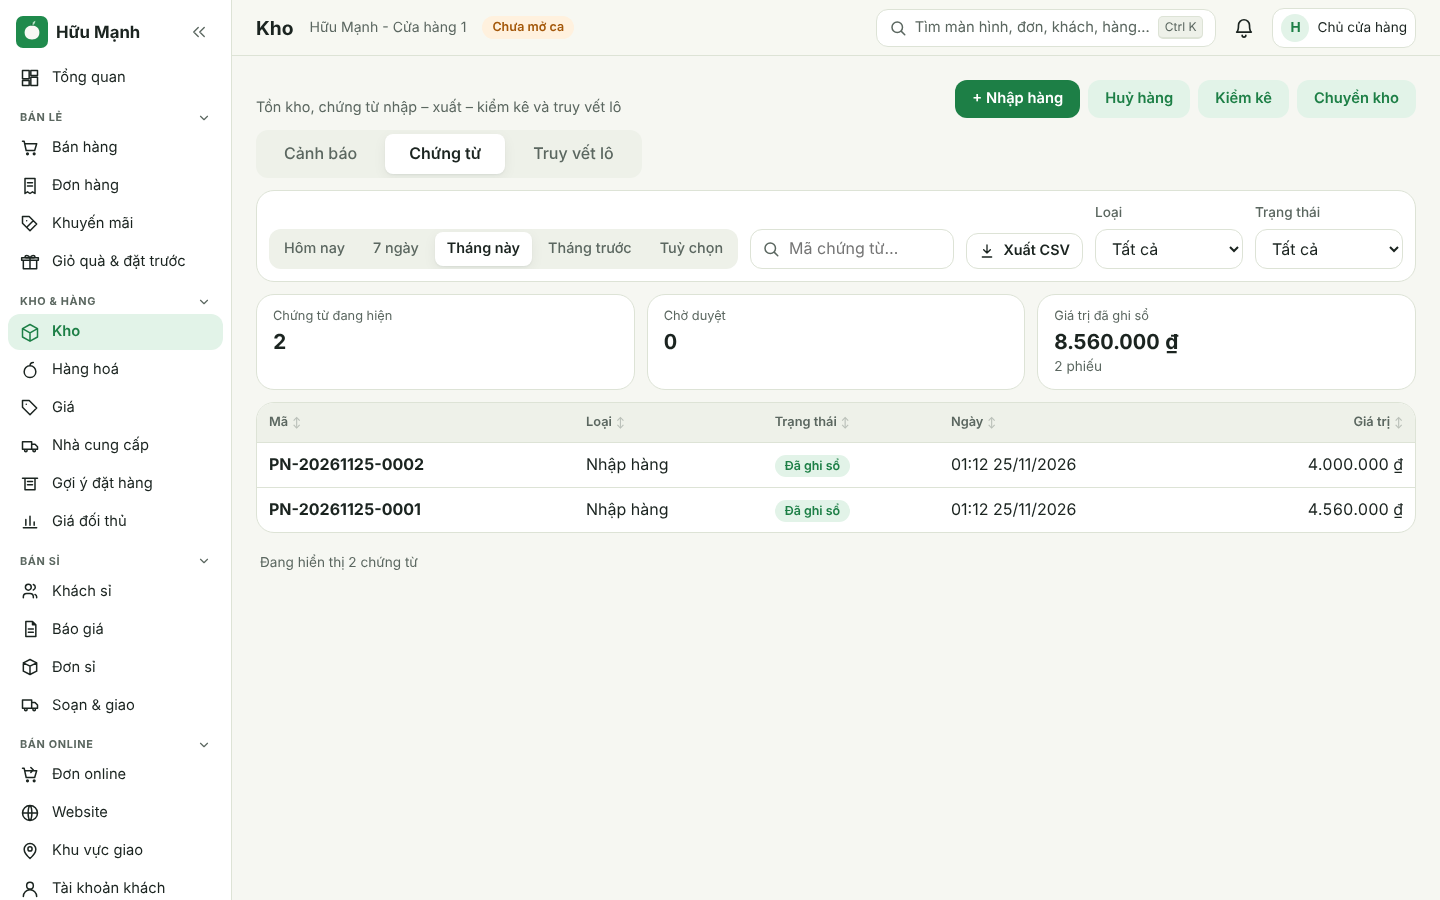 Hữu Mạnh
Tổng quan
BÁN LẺ
Bán hàng
Đơn hàng
Khuyến mãi
Giỏ quà & đặt trước
KHO & HÀNG
Kho
Hàng hoá
Giá
Nhà cung cấp
Gợi ý đặt hàng
Giá đối thủ
BÁN SỈ
Khách sỉ
Báo giá
Đơn sỉ
Soạn & giao
BÁN ONLINE
Đơn online
Website
Khu vực giao
Tài khoản khách
Kho Hữu Mạnh - Cửa hàng 1 Chưa mở ca Tìm màn hình, đơn, khách, hàng... Ctrl K H Chủ cửa hàng
Tồn kho, chứng từ nhập – xuất – kiểm kê và truy vết lô
+ Nhập hàng Huỷ hàng Kiểm kê Chuyển kho
Cảnh báo Chứng từ Truy vết lô
Loại Trạng thái
Hôm nay 7 ngày Tháng này Tháng trước Tuỳ chọn Mã chứng từ... Xuất CSV Tất cả Tất cả
Chứng từ đang hiện
2
Chờ duyệt
0
Giá trị đã ghi sổ
8.560.000 ₫
2 phiếu
Mã Loại Trạng thái Ngày Giá trị
PN-20261125-0002 Nhập hàng Đã ghi sổ 01:12 25/11/2026 4.000.000 ₫
PN-20261125-0001 Nhập hàng Đã ghi sổ 01:12 25/11/2026 4.560.000 ₫
Đang hiển thị 2 chứng từ